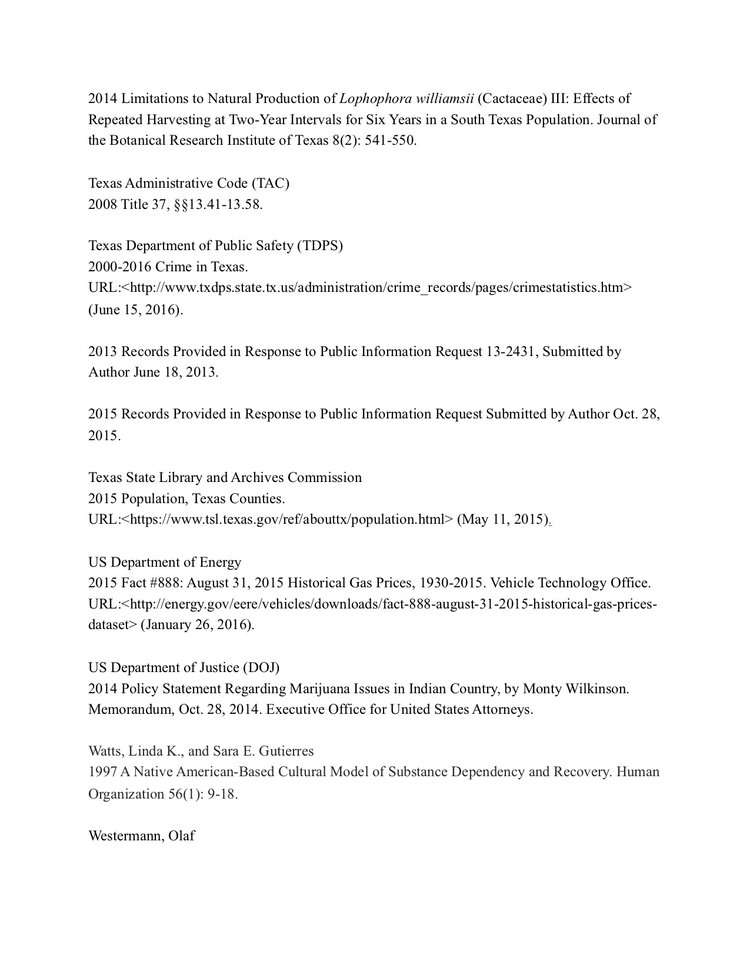 2014 Limitations to Natural Production of Lophophora williamsii (Cactaceae) III: Effects of
Repeated Harvesting at Two-Year Intervals for Six Years in a South Texas Population. Journal of
the Botanical Research Institute of Texas 8(2): 541-550.
Texas Administrative Code (TAC)
2008 Title 37, §§13.41-13.58.
Texas Department of Public Safety (TDPS)
2000-2016 Crime in Texas.
URL:<http://www.txdps.state.tx.us/administration/crime_records/pages/crimestatistics.htm>
(June 15, 2016).
2013 Records Provided in Response to Public Information Request 13-2431, Submitted by
Author June 18, 2013.
2015 Records Provided in Response to Public Information Request Submitted by Author Oct. 28,
2015.
Texas State Library and Archives Commission
2015 Population, Texas Counties.
URL:<https://www.tsl.texas.gov/ref/abouttx/population.html> (May 11, 2015).
US Department of Energy
2015 Fact #888: August 31, 2015 Historical Gas Prices, 1930-2015. Vehicle Technology Office.
URL:<http://energy.gov/eere/vehicles/downloads/fact-888-august-31-2015-historical-gas-prices-
dataset> (January 26, 2016).
US Department of Justice (DOJ)
2014 Policy Statement Regarding Marijuana Issues in Indian Country, by Monty Wilkinson.
Memorandum, Oct. 28, 2014. Executive Office for United States Attorneys.
Watts, Linda K., and Sara E. Gutierres
1997 A Native American-Based Cultural Model of Substance Dependency and Recovery. Human
Organization 56(1): 9-18.
Westermann, Olaf